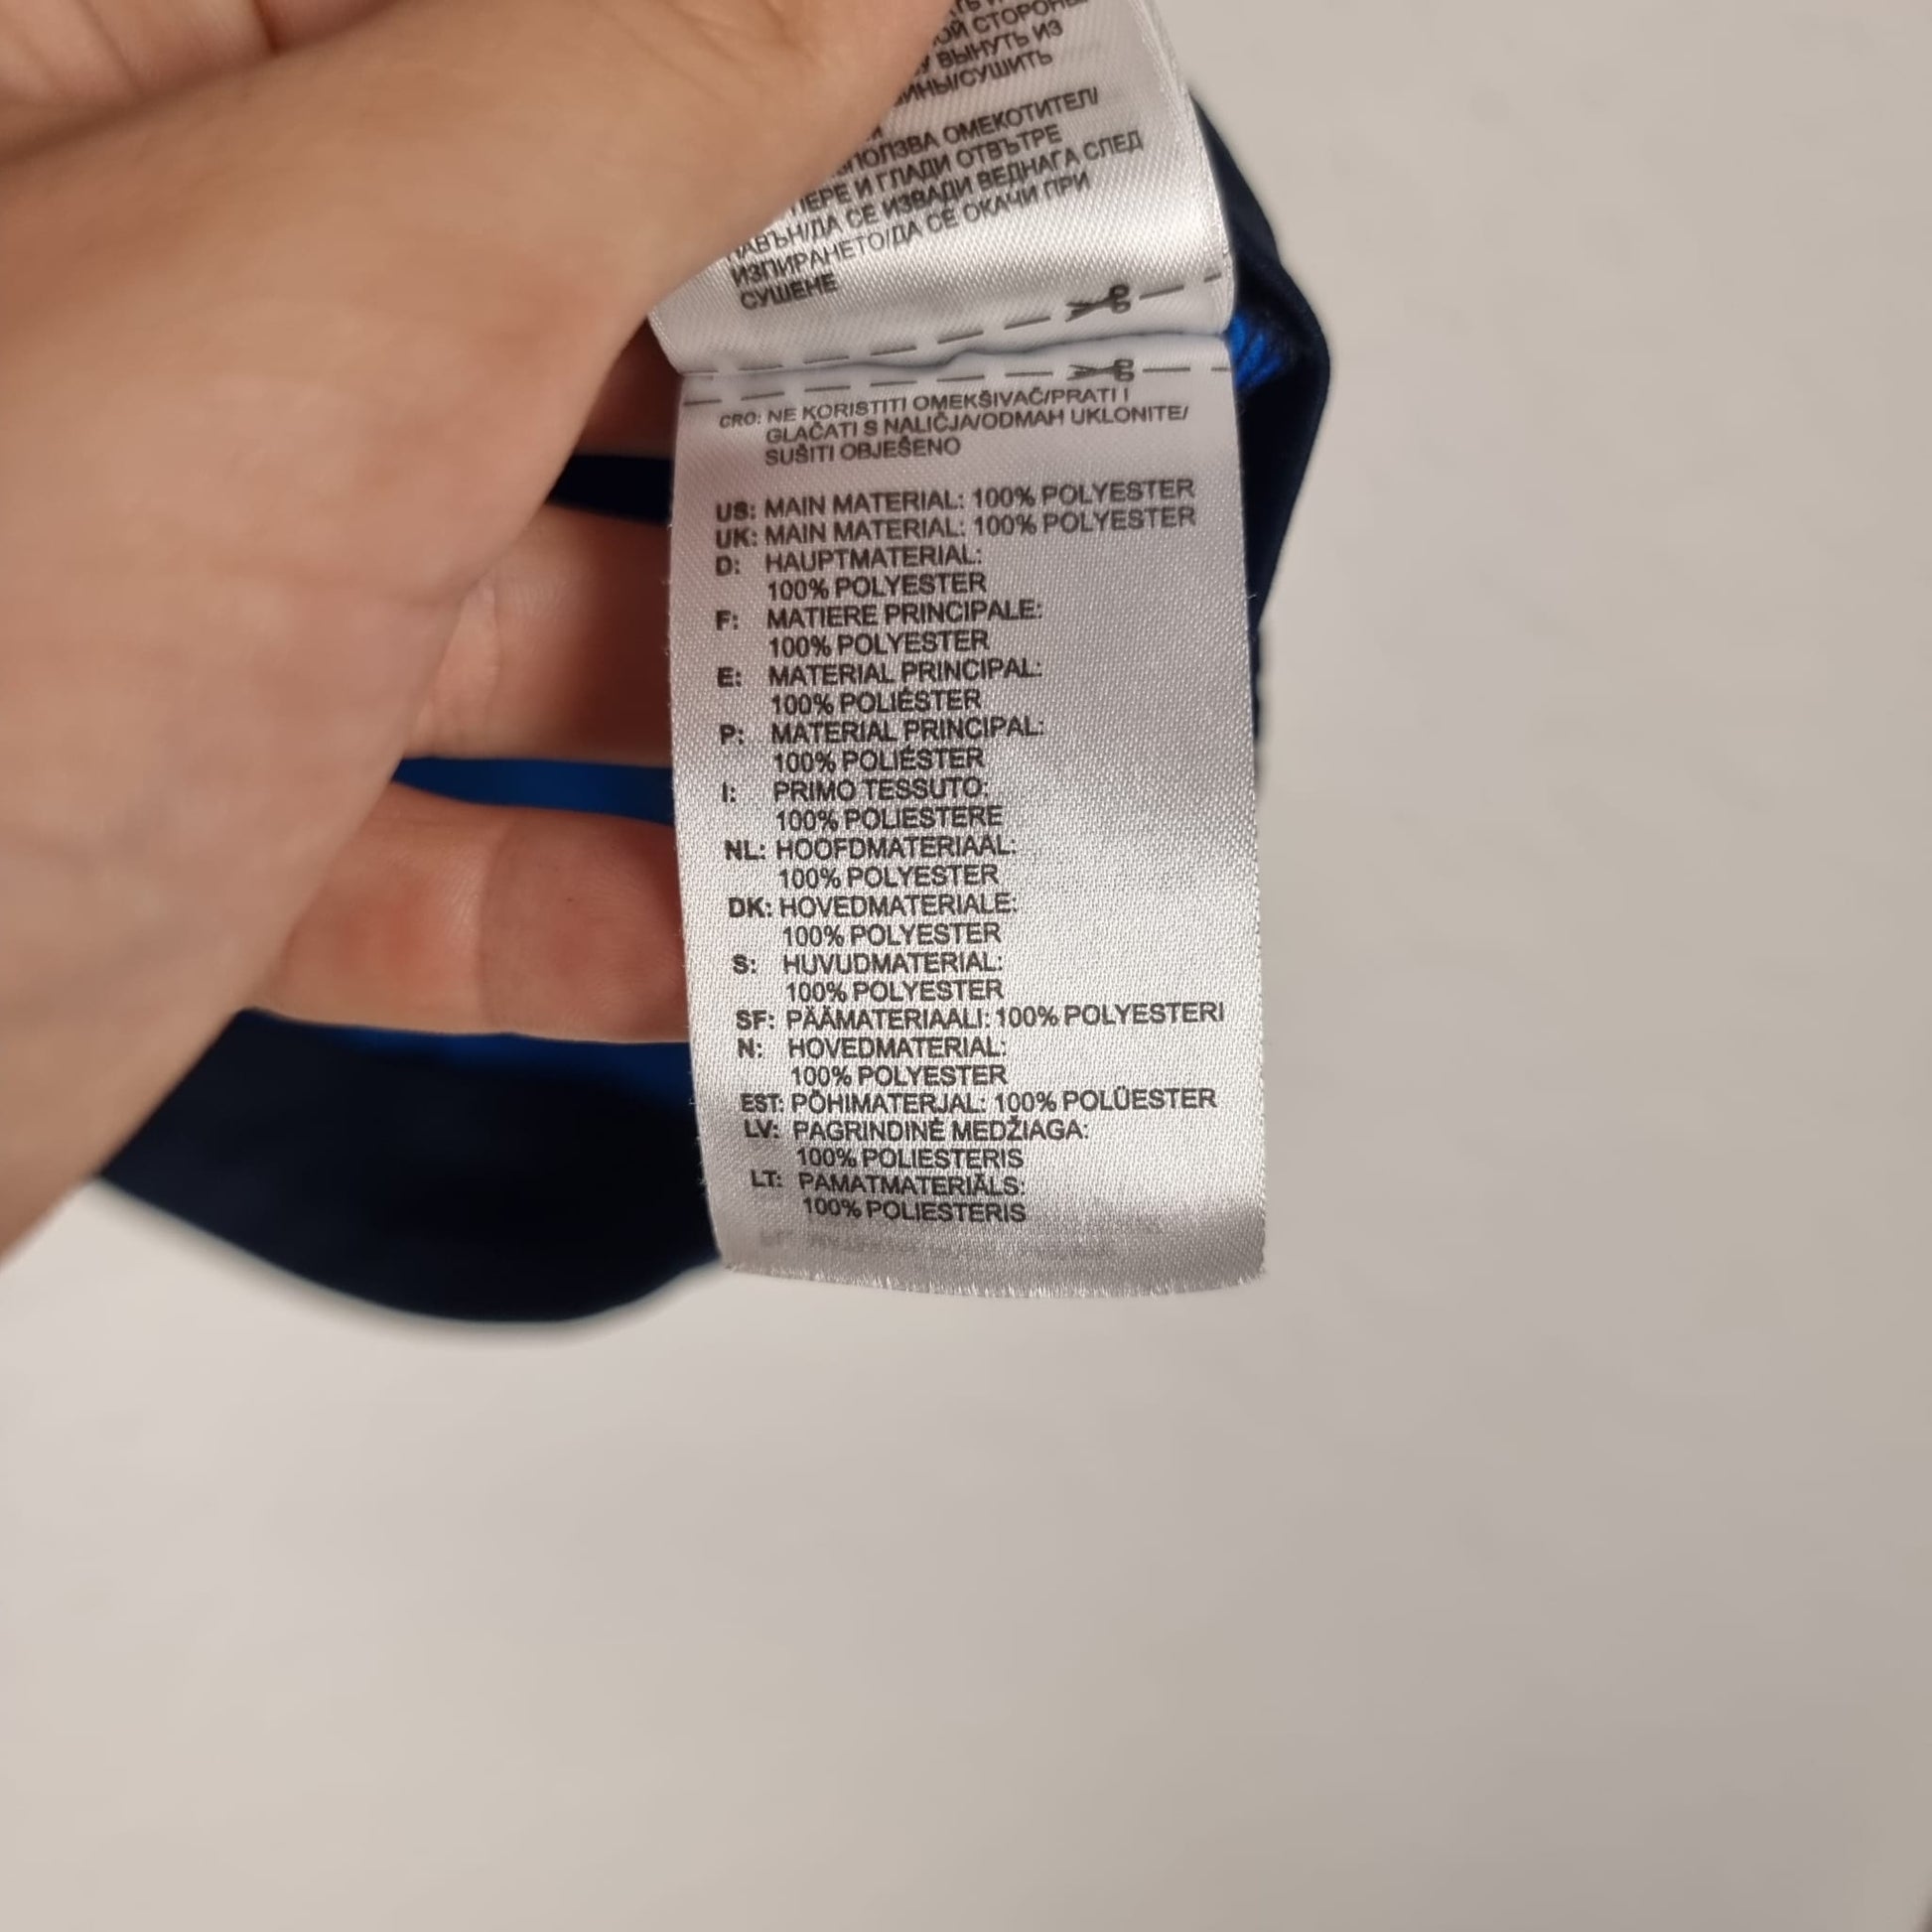 ОЙ СТОРОНЫ
ВЫНУТЬ ИЗ
ОМЕКОТИТЕЛ/
И ГЛАДИ ОТВЪТРЕ
СЕ ИЗВАДИ ВЕДНАГА СЛЕД
ИЗПИРАНЕТО/ДА СЕ ОКАЧИ ПРИ
СУШЕНЕ
CRO: NE KORISTITI OMEKŠIVAČ/PRATI I
GLAČATI S NALIČJA/ODMAH UKLONITE/
SUŠITI OBJEŠENO
US: MAIN MATERIAL: 100% POLYESTER
UK: MAIN MATERIAL: 100% POLYESTER
D: HAUPTMATERIAL:
100% POLYESTER
F: MATIERE PRINCIPALE:
100% POLYESTER
E: MATERIAL PRINCIPAL:
100% POLIÉSTER
P: MATERIAL PRINCIPAL:
100% POLIÉSTER
I: PRIMO TESSUTO:
100% POLIESTERE
NL: HOOFDMATERIAAL:
100% POLYESTER
DK: HOVEDMATERIALE:
100% POLYESTER
S: HUVUDMATERIAL:
100% POLYESTER
SF: PÄÄMATERIAALI: 100% POLYESTERI
N: HOVEDMATERIAL:
100% POLYESTER
EST: PÕHIMATERJAL: 100% POLÜESTER
LV: PAGRINDINĖ MEDŽIAGA:
100% POLIESTERIS
LT: PAMATMATERIĀLS:
100% POLIESTERIS